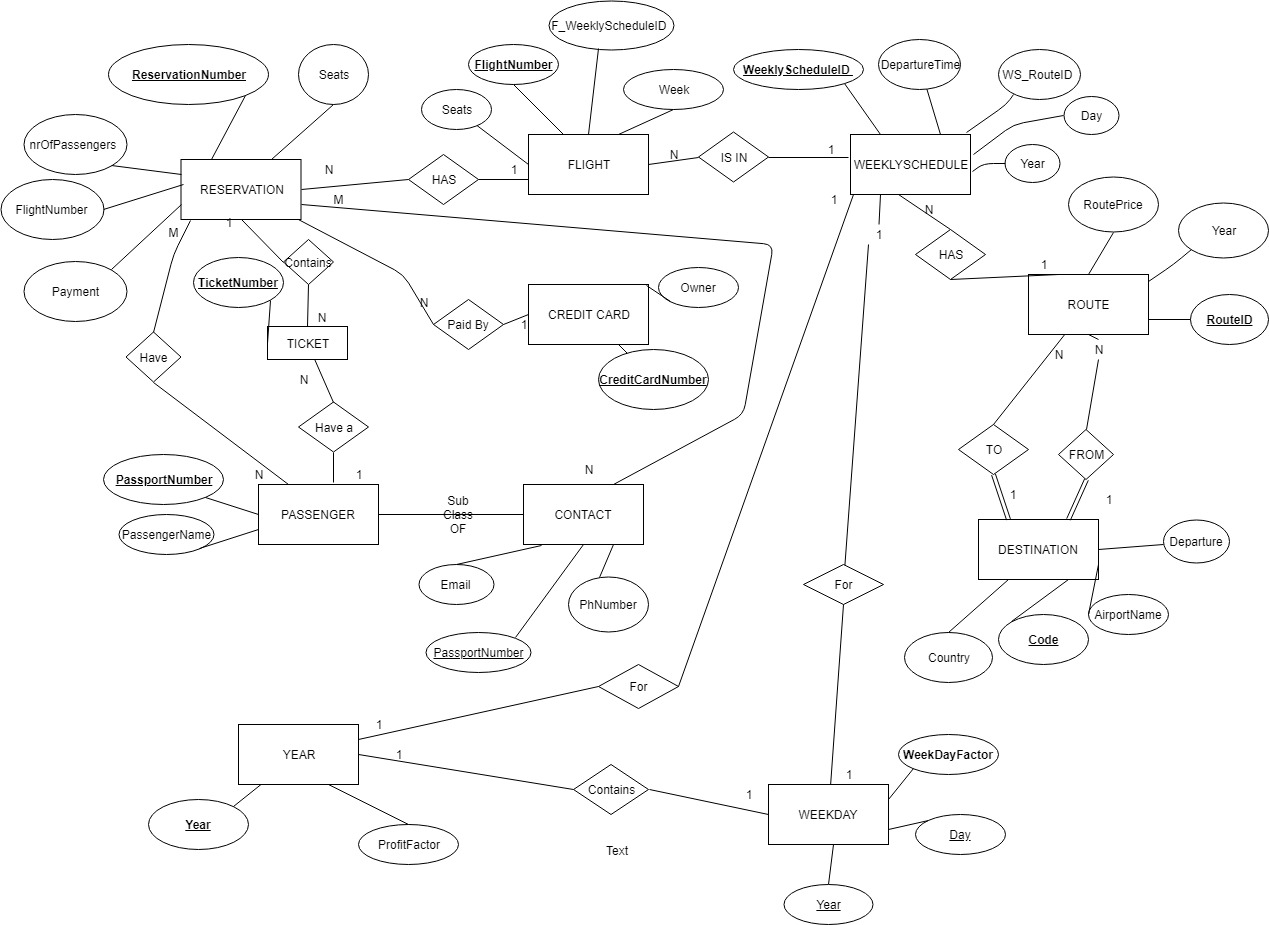 F_WeeklyScheduleID
ReservationNumber
Seats
FlightNumber
WeeklyScheduleID
DepartureTime
WS_RouteID
Week
Seats
Day
nrOfPassengers
FLIGHT
IS IN
WEEKLYSCHEDULE
Year
N
1
N
1
RESERVATION
HAS
1
N
M
1
N
RoutePrice
FlightNumber
M
1
1
HAS
Year
Contains
1
TicketNumber
Payment
Owner
N
CREDIT CARD
ROUTE
RouteID
N
Paid By
1
TICKET
Have
N
N
N
CreditCardNumber
Have a
TO
FROM
N
1
N
PassportNumber
1
1
Sub
Class
OF
PASSENGER
CONTACT
PassengerName
DESTINATION
Departure
Email
For
PhNumber
AirportName
PassportNumber
Country
Code
For
1
YEAR
1
Contains
WeekDayFactor
1
1
WEEKDAY
Year
ProfitFactor
Day
Text
Year